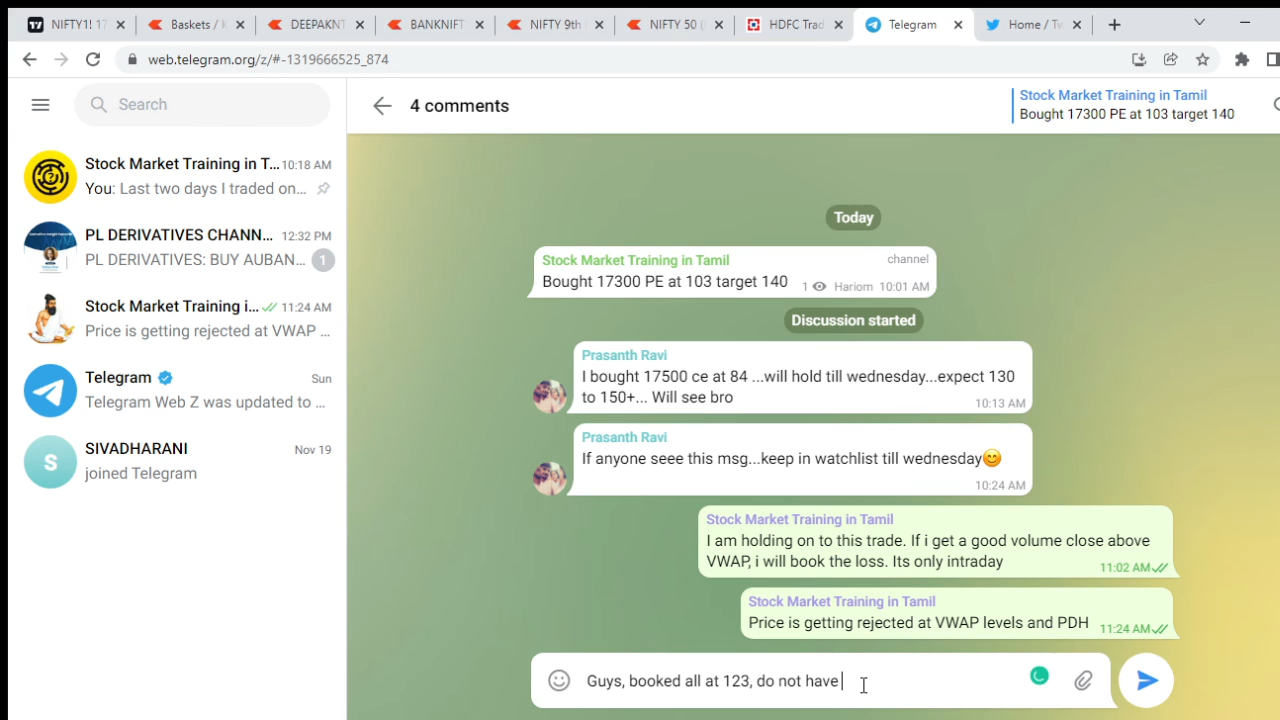 NIFTY1! 17
Baskets / K
DEEPAKNT
BANKNIFT
NIFTY 9th
NIFTY 50 (
HDFC Trad
Telegram
Home / Tw
web.telegram.org/z/#-1319666525_874
Search
4 comments
Stock Market Training in Tamil
Bought 17300 PE at 103 target 140
Stock Market Training in T... 10:18 AM
You: Last two days I traded on...
PL DERIVATIVES CHANN... 12:32 PM
PL DERIVATIVES: BUY AUBAN... 1
Stock Market Training i... 11:24 AM
Price is getting rejected at VWAP ...
Telegram Sun
Telegram Web Z was updated to ...
S
SIVADHARANI Nov 19
joined Telegram
Today
Stock Market Training in Tamil channel
Bought 17300 PE at 103 target 140 1 Hariom 10:01 AM
Discussion started
Prasanth Ravi
I bought 17500 ce at 84 ...will hold till wednesday...expect 130
to 150+... Will see bro 10:13 AM
Prasanth Ravi
If anyone seee this msg...keep in watchlist till wednesday😊
10:24 AM
Stock Market Training in Tamil
I am holding on to this trade. If i get a good volume close above
VWAP, i will book the loss. Its only intraday 11:02 AM
Stock Market Training in Tamil
Price is getting rejected at VWAP levels and PDH 11:24 AM
Guys, booked all at 123, do not have